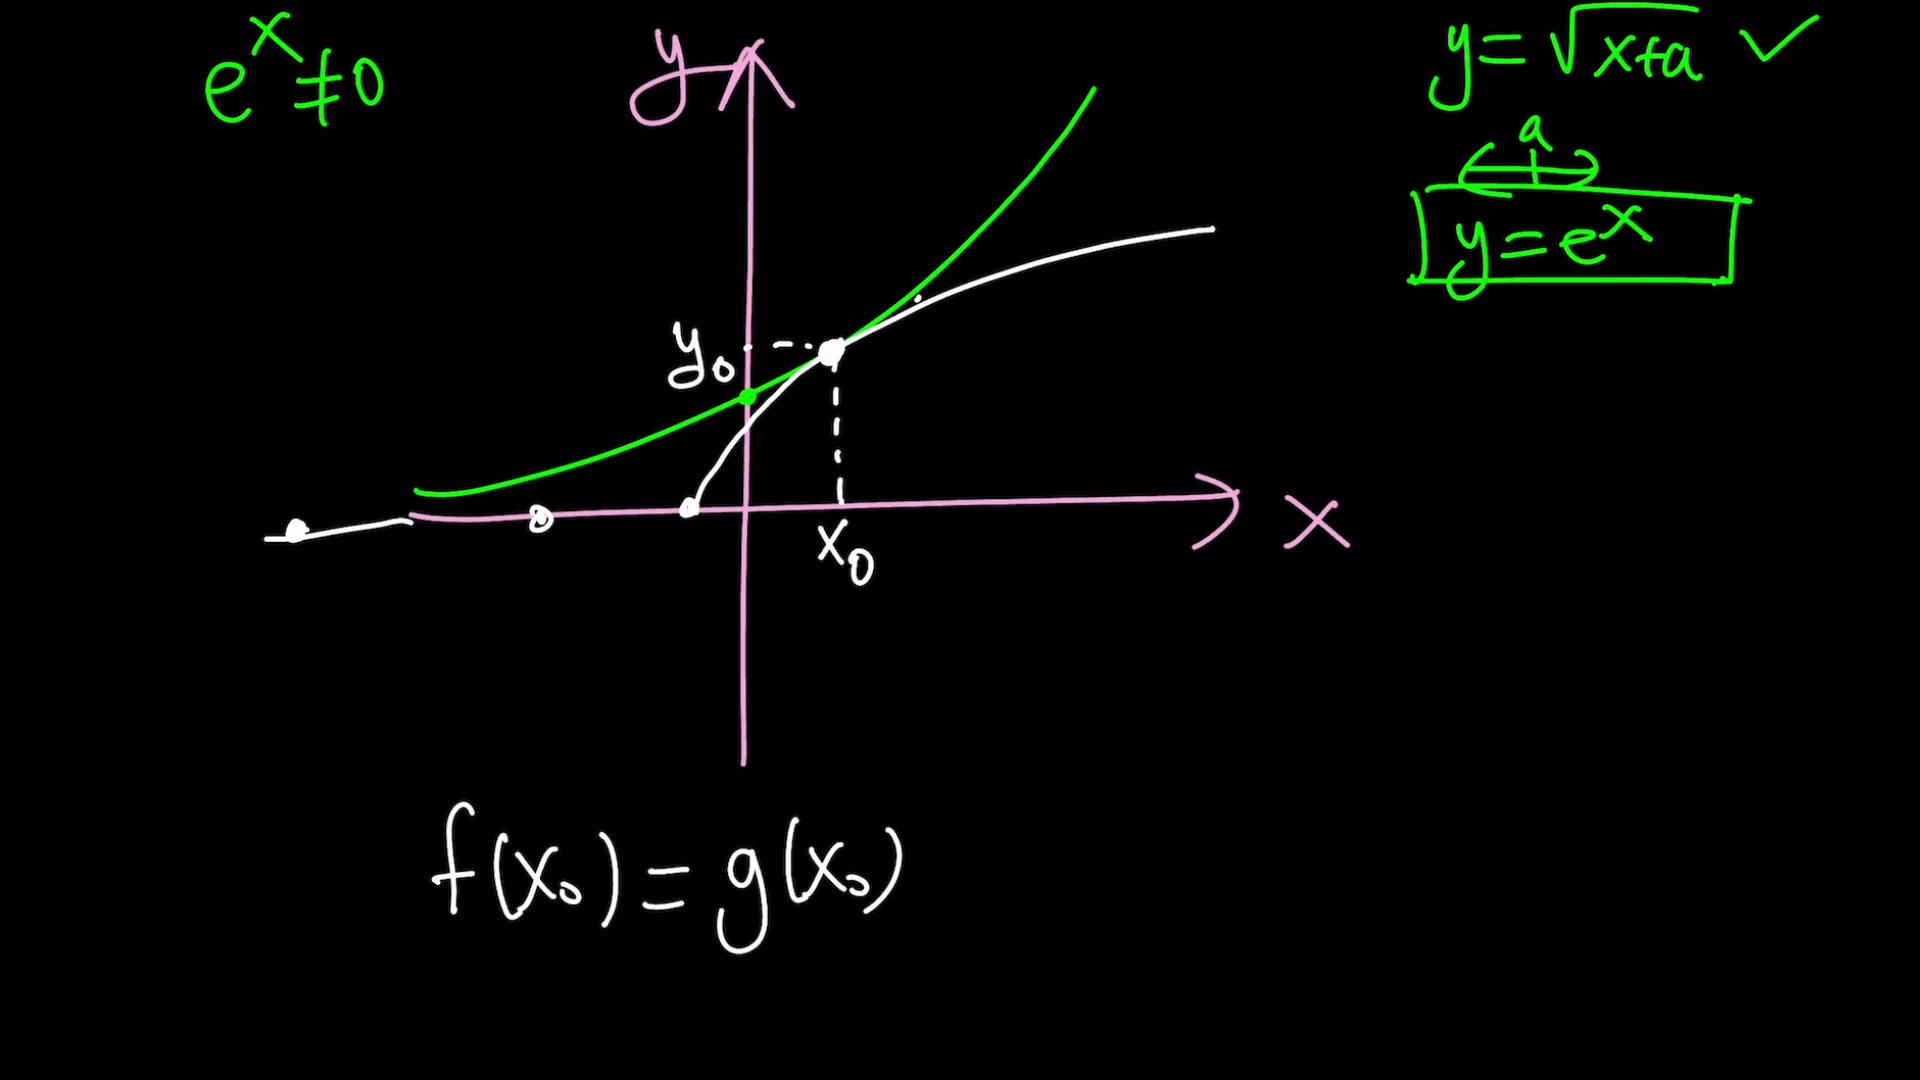 e^x ≠ 0
y
y = √x+a ✓
a
y = e^x
y₀
x₀
x
f(x₀) = g(x₀)